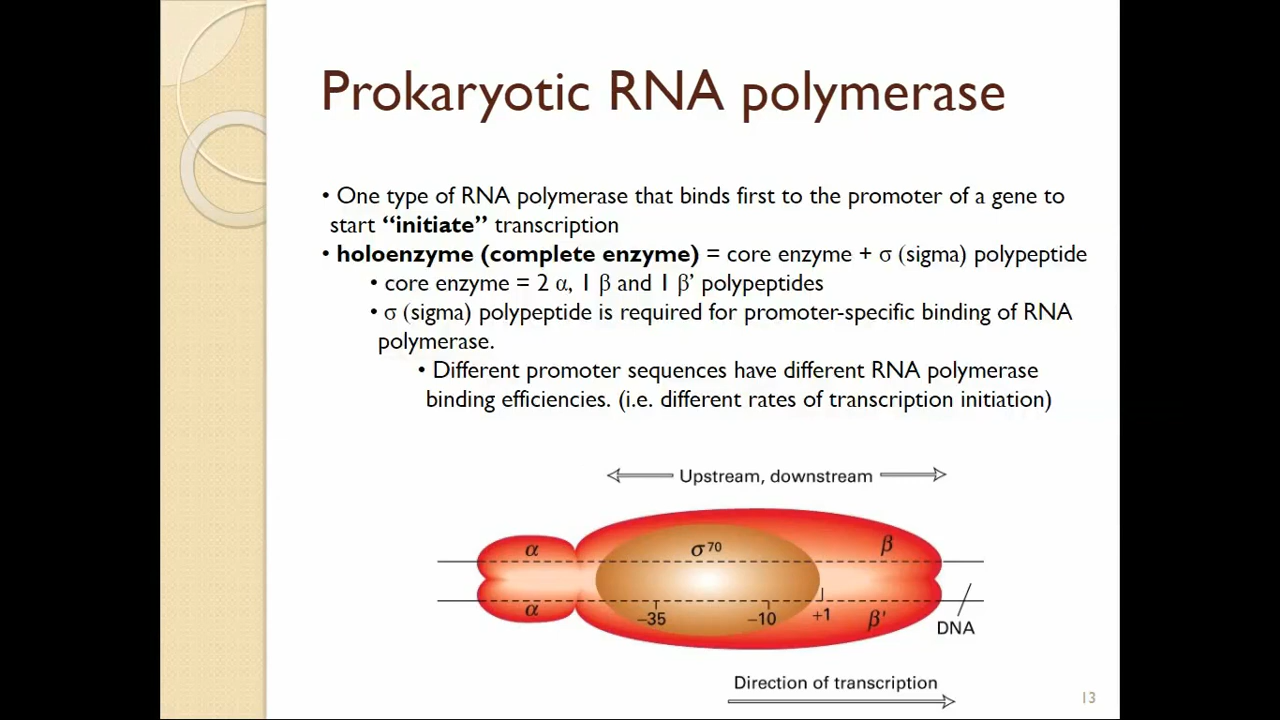 Prokaryotic RNA polymerase
• One type of RNA polymerase that binds first to the promoter of a gene to
start “initiate” transcription
• holoenzyme (complete enzyme) = core enzyme + σ (sigma) polypeptide
• core enzyme = 2 α, 1 β and 1 β’ polypeptides
• σ (sigma) polypeptide is required for promoter-specific binding of RNA
polymerase.
• Different promoter sequences have different RNA polymerase
binding efficiencies. (i.e. different rates of transcription initiation)
Upstream, downstream
α σ⁷⁰ β
α −35 −10 +1 β'
DNA
Direction of transcription
13